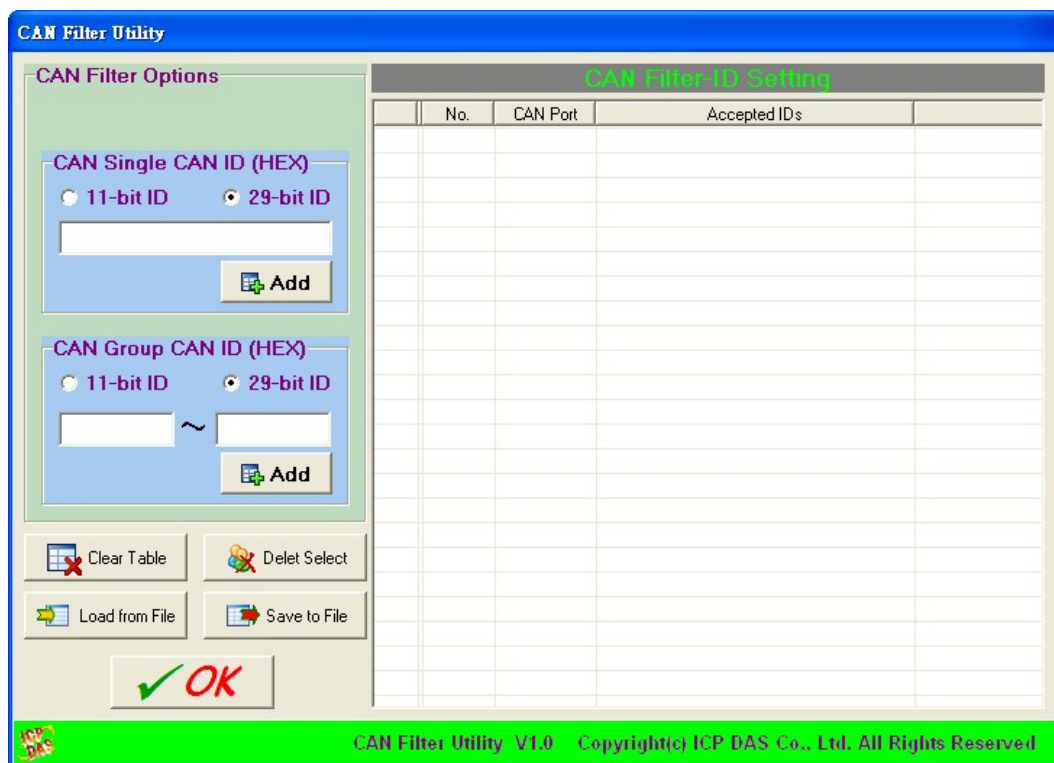 CAN Filter Utility
CAN Filter Options
CAN Single CAN ID (HEX)
11-bit ID 29-bit ID
Add
CAN Group CAN ID (HEX)
11-bit ID 29-bit ID
~
Add
Clear Table Delet Select
Load from File Save to File
OK
CAN Filter-ID Setting
No. CAN Port Accepted IDs
ICP DAS
CAN Filter Utility V1.0 Copyright(c) ICP DAS Co., Ltd. All Rights Reserved